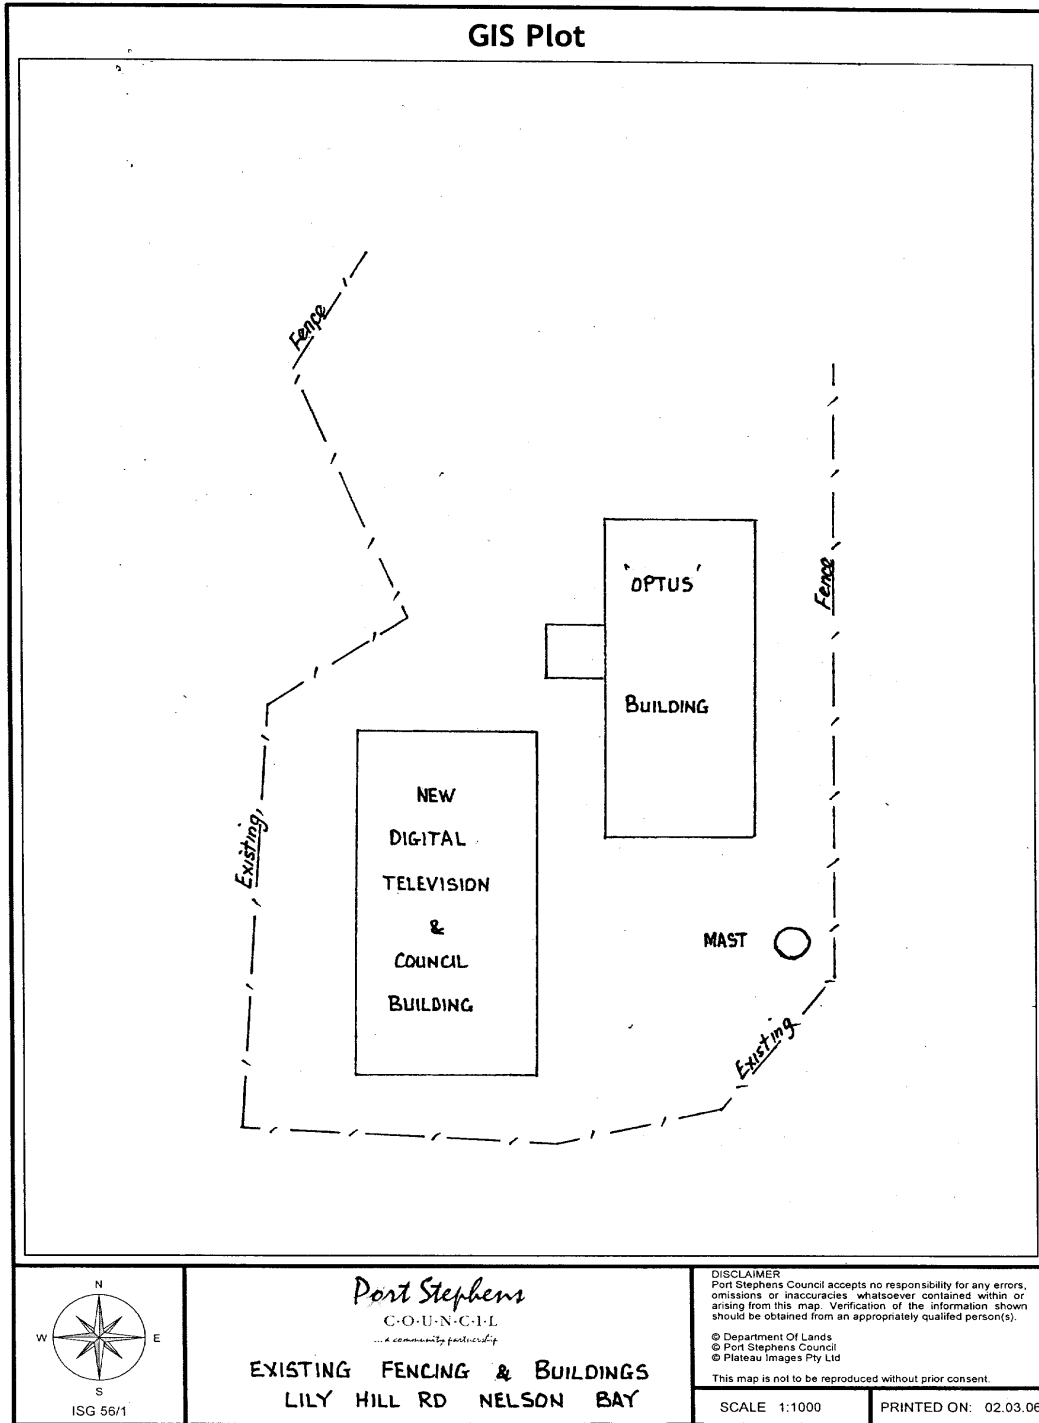 GIS Plot
Fence
Fence
'OPTUS'
BUILDING
NEW
DIGITAL
TELEVISION
&
COUNCIL
BUILDING
Existing
MAST
Existing
N
W
E
S
ISG 56/1
Port Stephens
C·O·U·N·C·I·L
... a community partnership
EXISTING FENCING & BUILDINGS
LILY HILL RD NELSON BAY
DISCLAIMER
Port Stephens Council accepts no responsibility for any errors,
omissions or inaccuracies whatsoever contained within or
arising from this map. Verification of the information shown
should be obtained from an appropriately qualifed person(s).
© Department Of Lands
© Port Stephens Council
© Plateau Images Pty Ltd
This map is not to be reproduced without prior consent.
SCALE 1:1000
PRINTED ON: 02.03.06